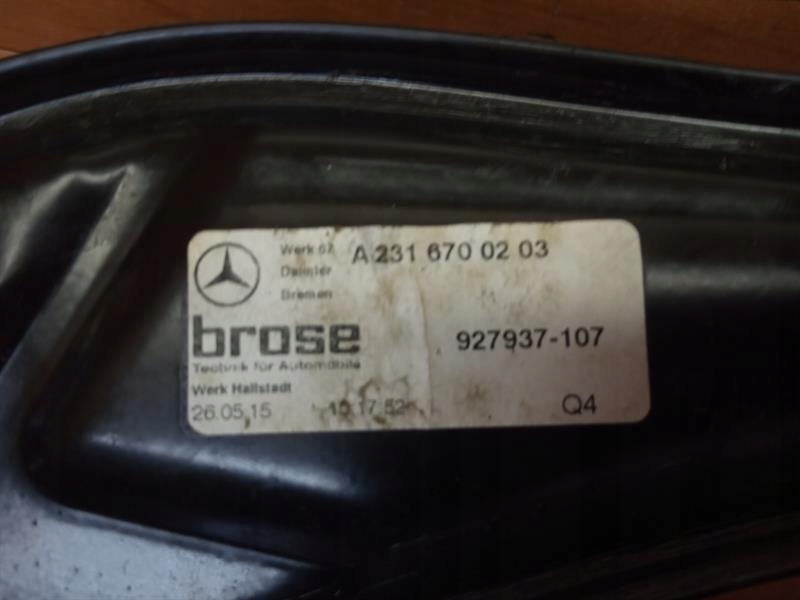 Werk 67 A 231 670 02 03
Daimler
Bremen
brose 927937-107
Technik für Automobile
Werk Hallstadt
26.05.15 Q4